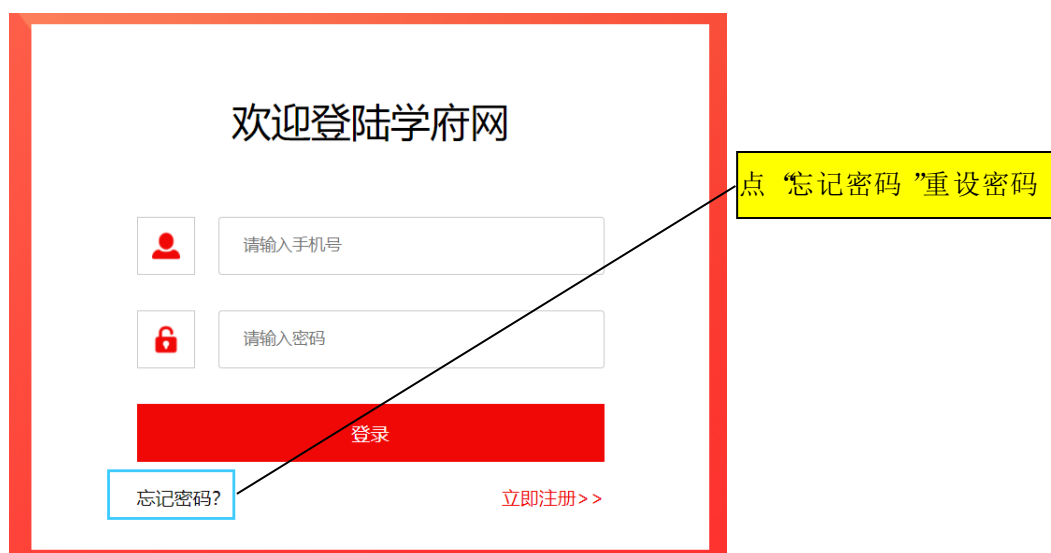 欢迎登陆学府网
点“忘记密码”重设密码
请输入手机号
请输入密码
登录
忘记密码?
立即注册>>